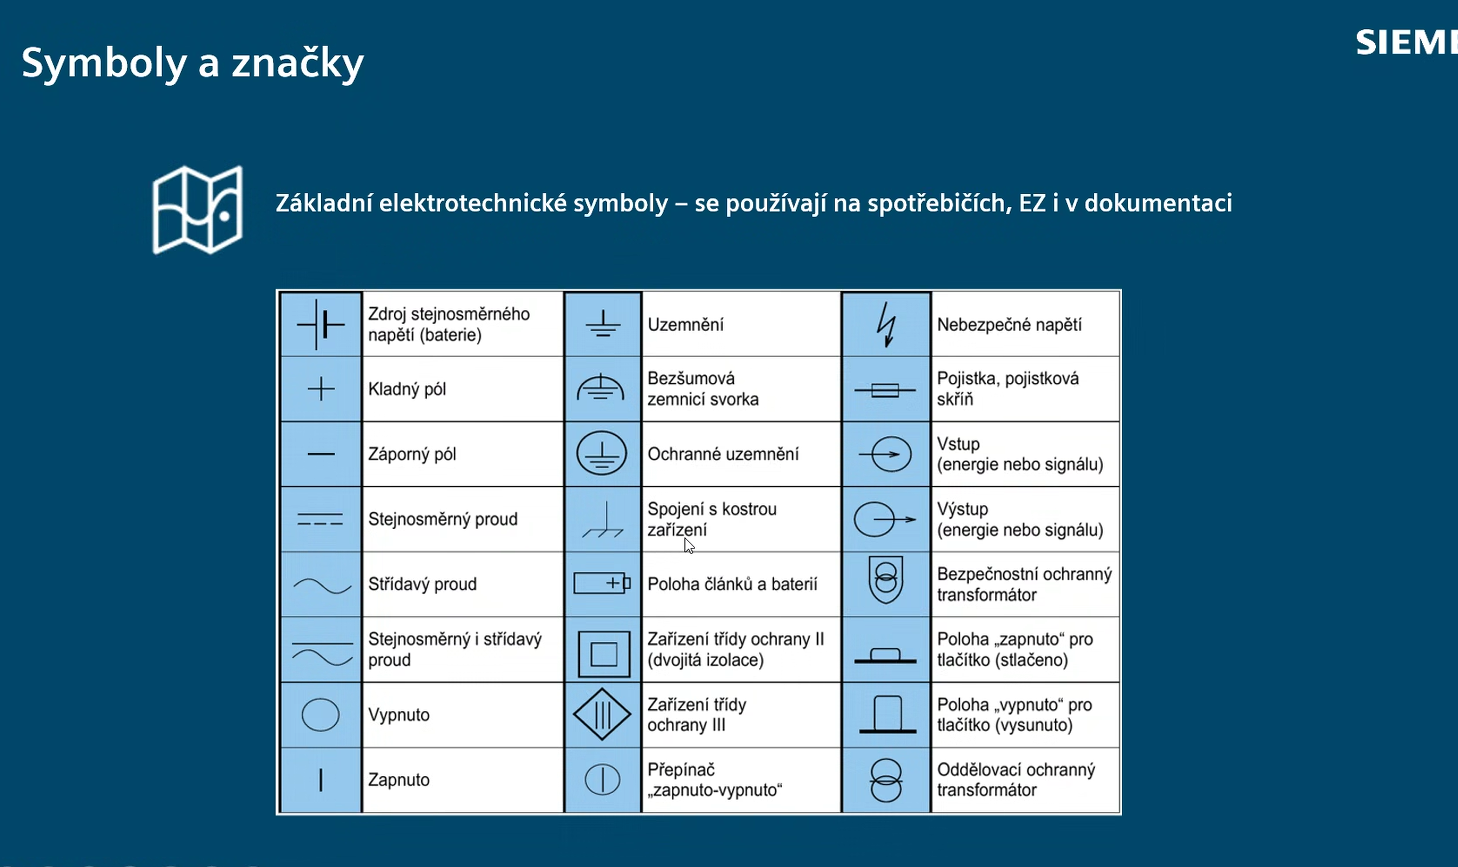 Symboly a značky
SIEME
Základní elektrotechnické symboly – se používají na spotřebičích, EZ i v dokumentaci
Zdroj stejnosměrného
napětí (baterie)
Uzemnění
Nebezpečné napětí
Kladný pól
Bezšumová
zemnicí svorka
Pojistka, pojistková
skříň
Záporný pól
Ochranné uzemnění
Vstup
(energie nebo signálu)
Stejnosměrný proud
Spojení s kostrou
zařízení
Výstup
(energie nebo signálu)
Střídavý proud
Poloha článků a baterií
Bezpečnostní ochranný
transformátor
Stejnosměrný i střídavý
proud
Zařízení třídy ochrany II
(dvojitá izolace)
Poloha „zapnuto“ pro
tlačítko (stlačeno)
Vypnuto
Zařízení třídy
ochrany III
Poloha „vypnuto“ pro
tlačítko (vysunuto)
Zapnuto
Přepínač
„zapnuto-vypnuto“
Oddělovací ochranný
transformátor